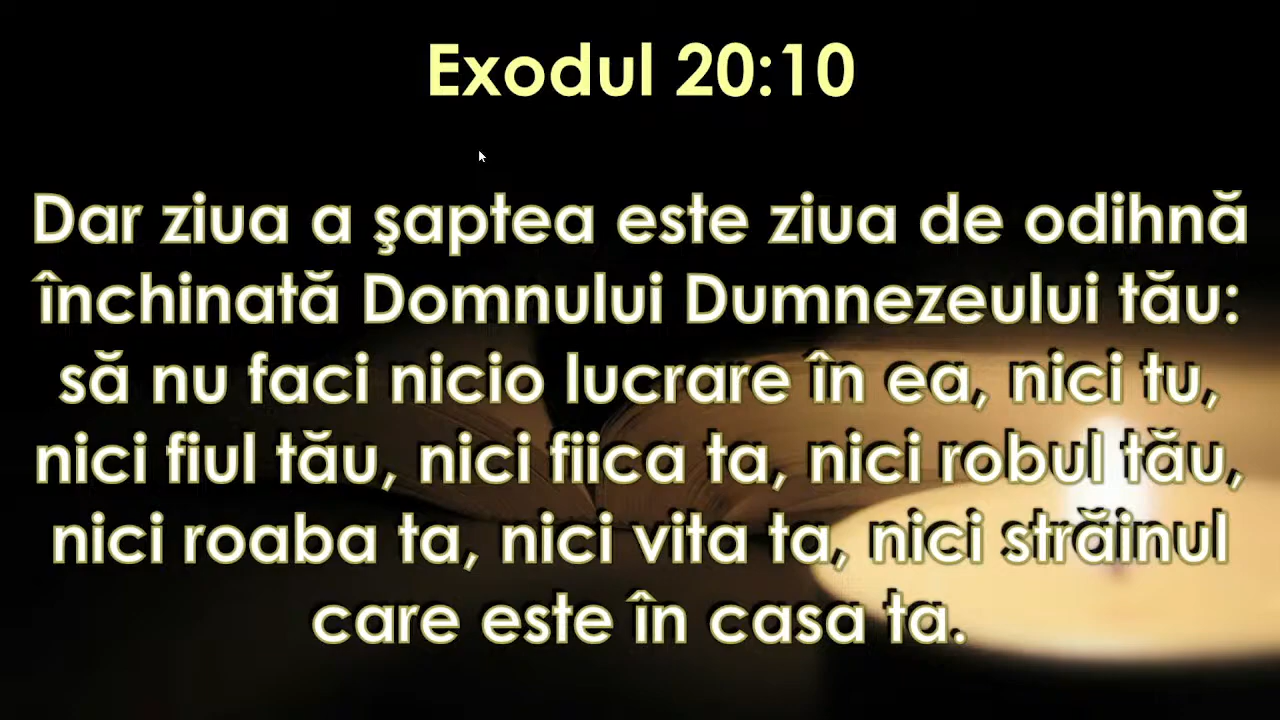 Exodul 20:10
Dar ziua a şaptea este ziua de odihnă
închinată Domnului Dumnezeului tău:
să nu faci nicio lucrare în ea, nici tu,
nici fiul tău, nici fiica ta, nici robul tău,
nici roaba ta, nici vita ta, nici străinul
care este în casa ta.